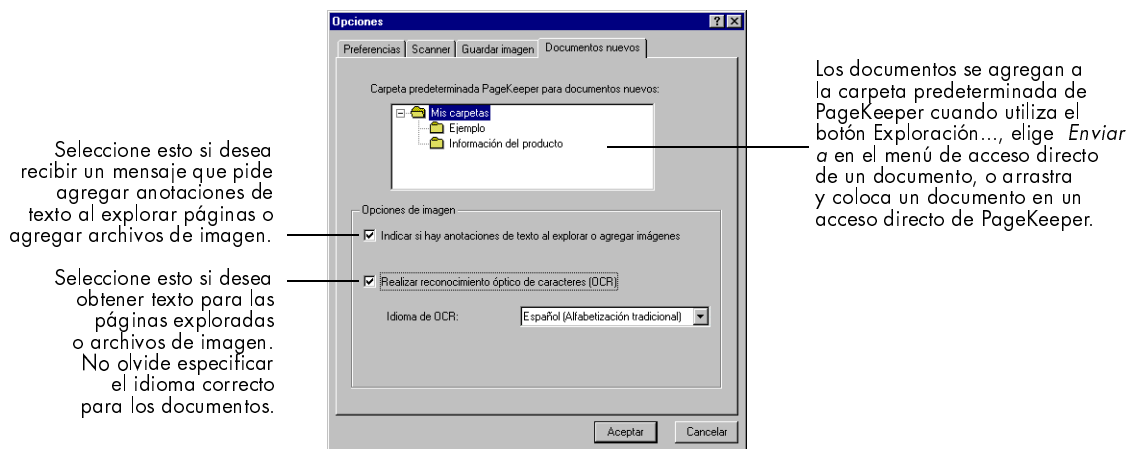 Opciones
Preferencias Scanner Guardar imagen Documentos nuevos
Carpeta predeterminada PageKeeper para documentos nuevos:
Mis carpetas
Ejemplo
Información del producto
Opciones de imagen
Indicar si hay anotaciones de texto al explorar o agregar imágenes
Realizar reconocimiento óptico de caracteres (OCR)
Idioma de OCR: Español (Alfabetización tradicional)
Aceptar Cancelar
Seleccione esto si desea
recibir un mensaje que pide
agregar anotaciones de
texto al explorar páginas o
agregar archivos de imagen.
Seleccione esto si desea
obtener texto para las
páginas exploradas
o archivos de imagen.
No olvide especificar
el idioma correcto
para los documentos.
Los documentos se agregan a
la carpeta predeterminada de
PageKeeper cuando utiliza el
botón Exploración..., elige Enviar
a en el menú de acceso directo
de un documento, o arrastra
y coloca un documento en un
acceso directo de PageKeeper.